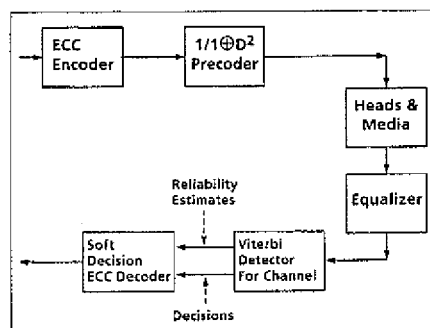 ECC
Encoder
1/1⊕D²
Precoder
Heads &
Media
Equalizer
Reliability
Estimates
Soft
Decision
ECC Decoder
Viterbi
Detector
For Channel
Decisions